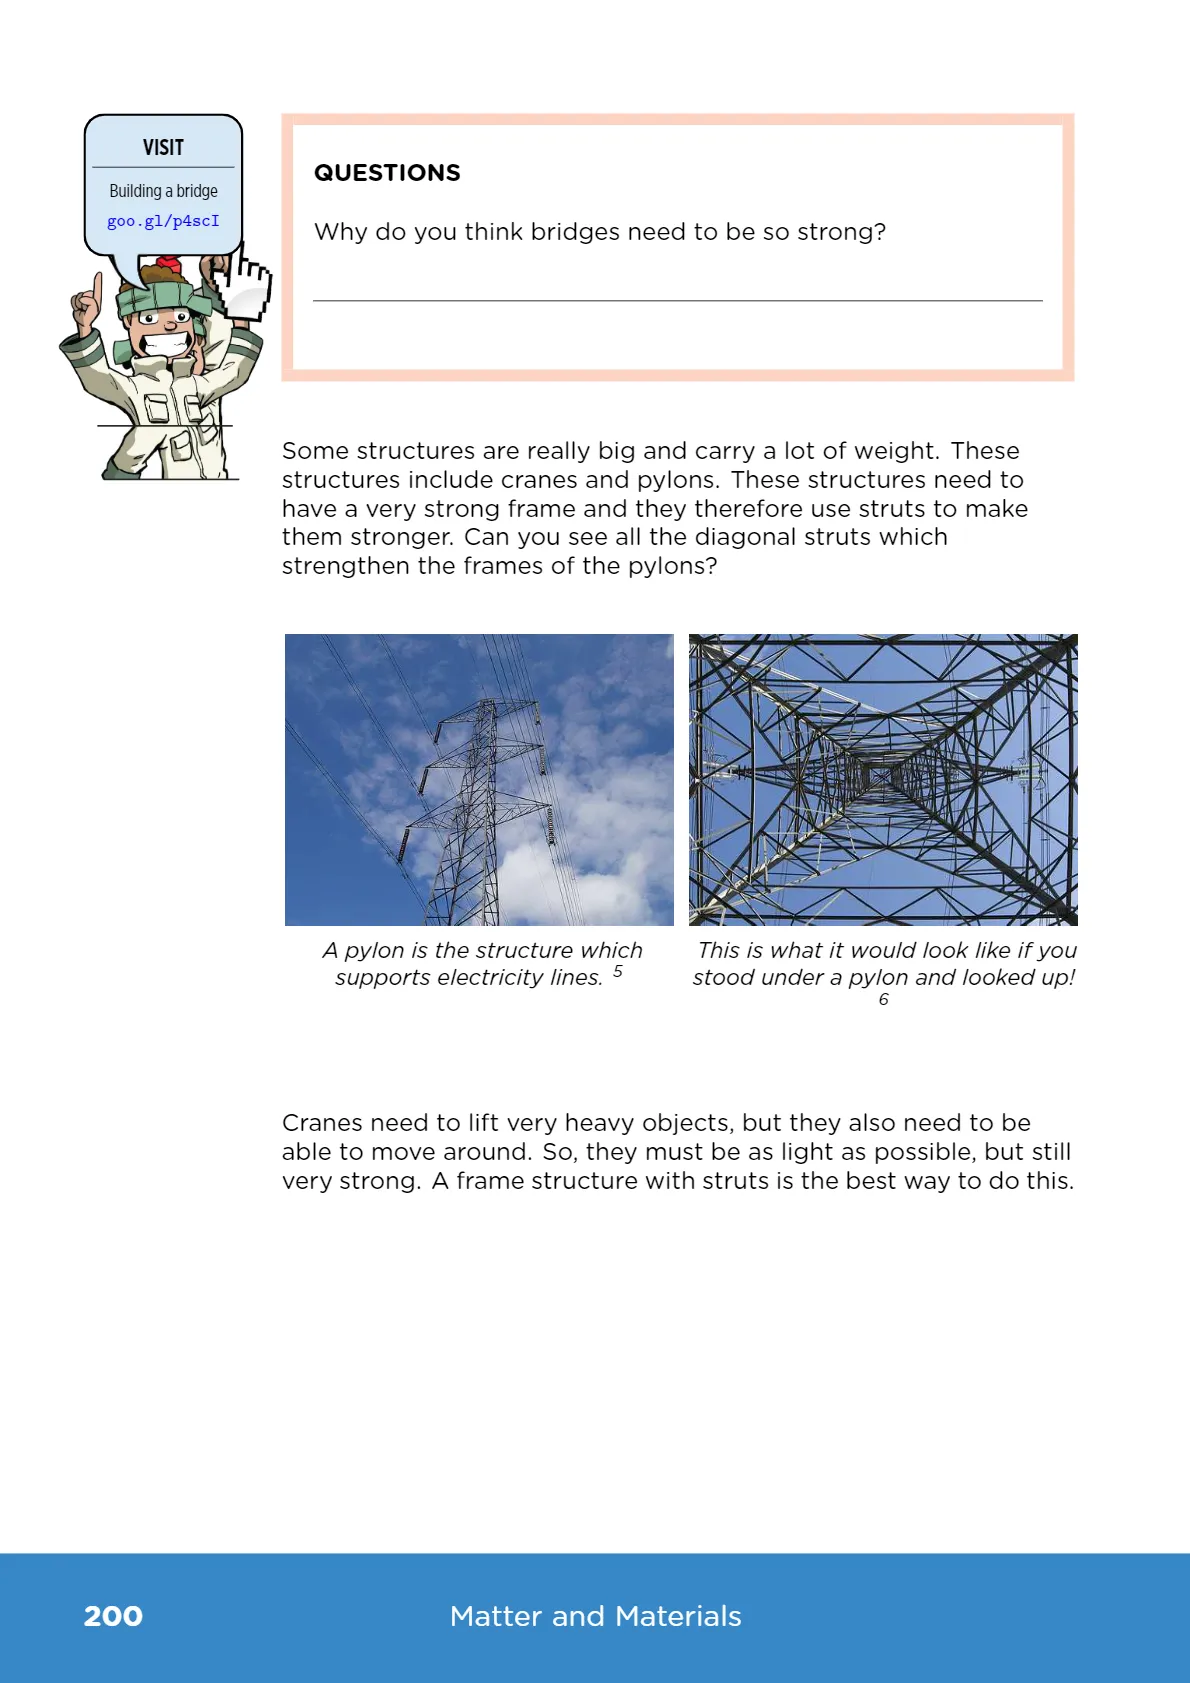 VISIT
Building a bridge
goo.gl/p4scI
QUESTIONS
Why do you think bridges need to be so strong?
Some structures are really big and carry a lot of weight. These
structures include cranes and pylons. These structures need to
have a very strong frame and they therefore use struts to make
them stronger. Can you see all the diagonal struts which
strengthen the frames of the pylons?
A pylon is the structure which
supports electricity lines. 5
This is what it would look like if you
stood under a pylon and looked up!
6
Cranes need to lift very heavy objects, but they also need to be
able to move around. So, they must be as light as possible, but still
very strong. A frame structure with struts is the best way to do this.
200
Matter and Materials